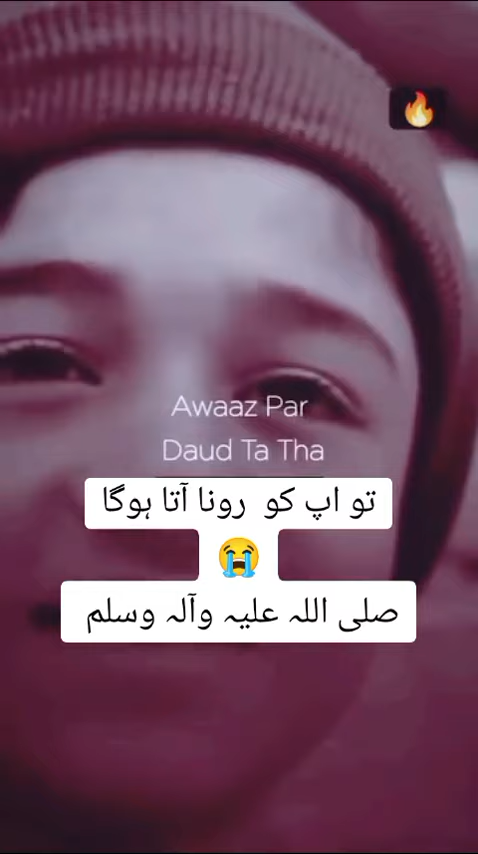 🔥
Awaaz Par
Daud Ta Tha
تو اپ کو رونا آتا ہوگا
😭
صلی اللہ علیہ وآلہ وسلم